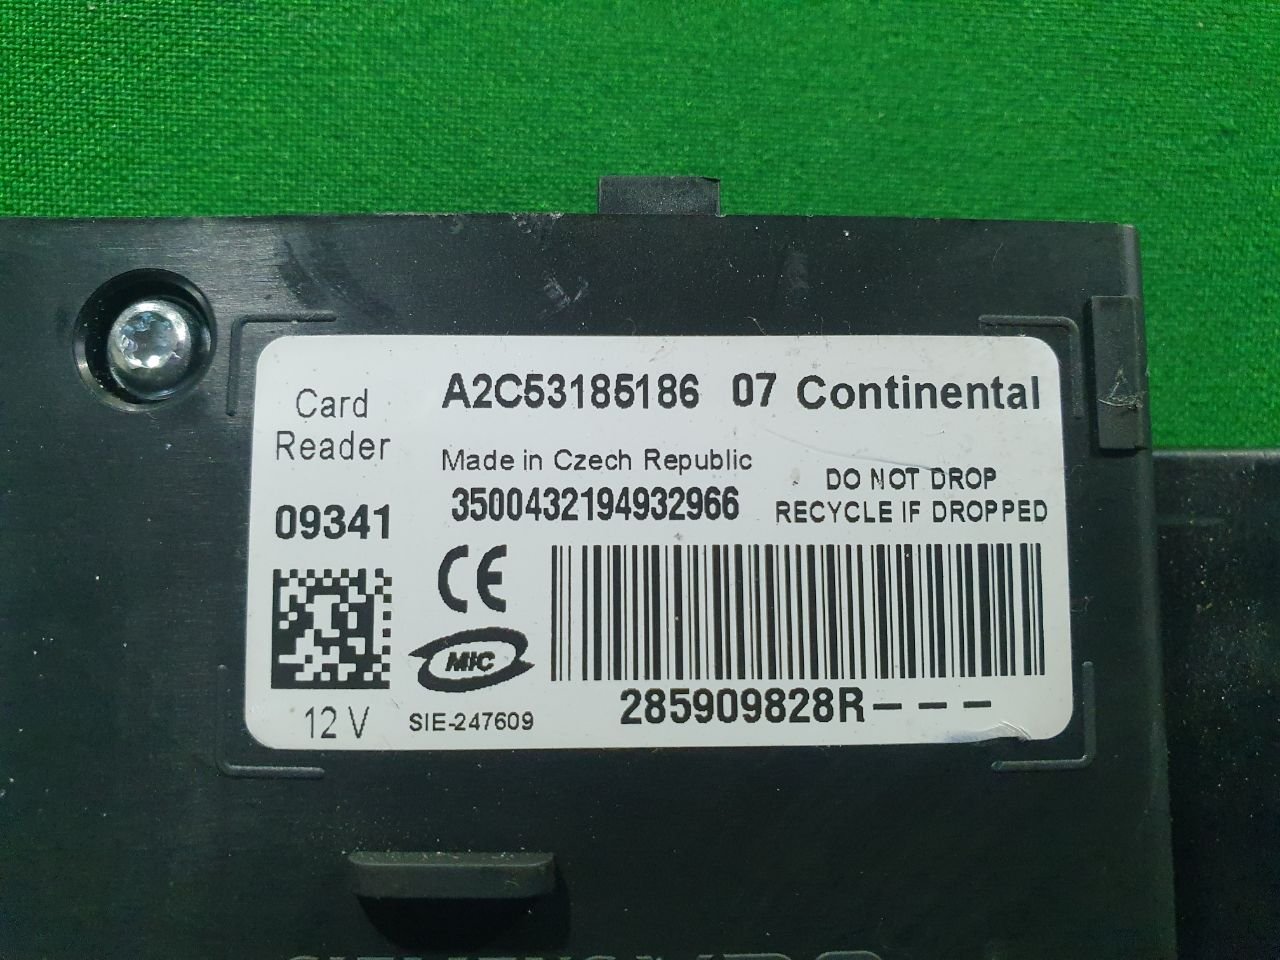 Card
Reader
A2C53185186 07 Continental
Made in Czech Republic
3500432194932966
DO NOT DROP
RECYCLE IF DROPPED
09341
CE
MIC
12 V
SIE-247609
285909828R - - -